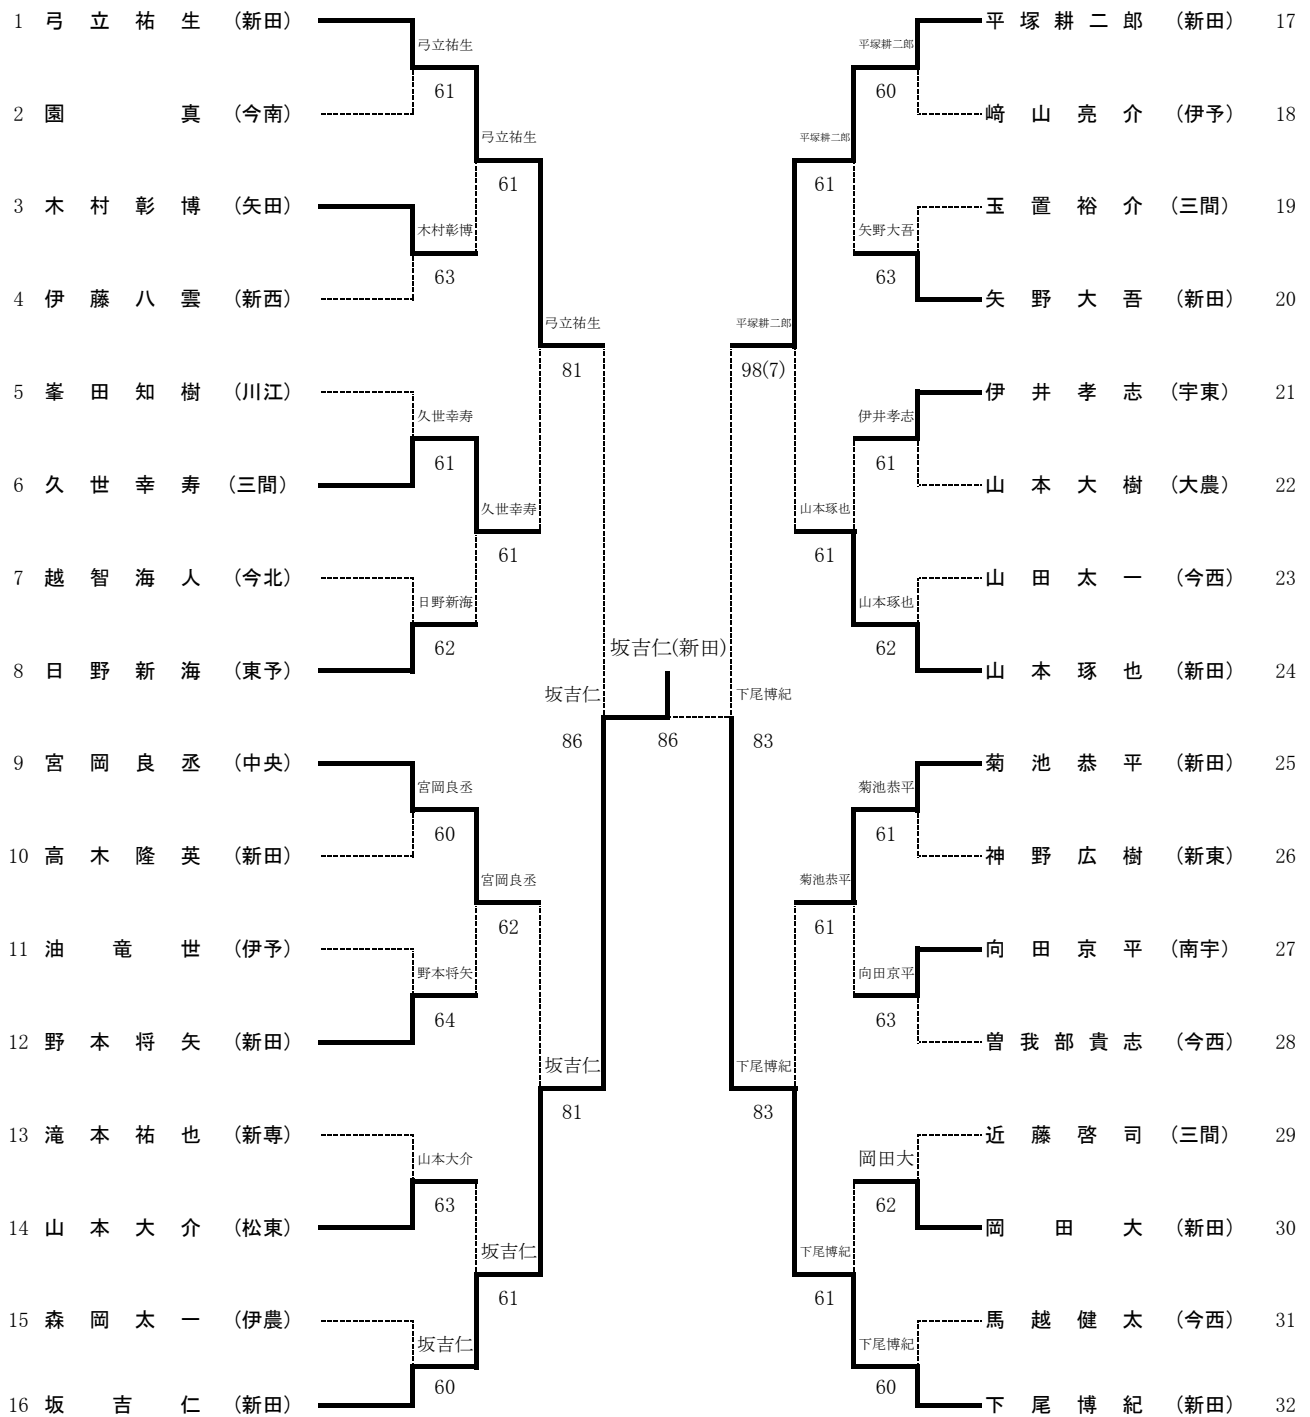 1 弓立祐生 (新田)
2 園真 (今南)
3 木村彰博 (矢田)
4 伊藤八雲 (新西)
5 峯田知樹 (川江)
6 久世幸寿 (三間)
7 越智海人 (今北)
8 日野新海 (東予)
9 宮岡良丞 (中央)
10 高木隆英 (新田)
11 油竜世 (伊予)
12 野本将矢 (新田)
13 滝本祐也 (新専)
14 山本大介 (松東)
15 森岡太一 (伊農)
16 坂吉仁 (新田)
弓立祐生
61
木村彰博
63
久世幸寿
61
日野新海
62
宮岡良丞
60
野本将矢
64
山本大介
63
坂吉仁
60
弓立祐生
61
久世幸寿
61
宮岡良丞
62
坂吉仁
61
弓立祐生
81
坂吉仁
81
坂吉仁
86
坂吉仁(新田)
86
下尾博紀
83
平塚耕二郎
98(7)
下尾博紀
83
平塚耕二郎
61
山本琢也
61
菊池恭平
61
下尾博紀
61
平塚耕二郎
60
矢野大吾
63
伊井孝志
61
山本琢也
62
菊池恭平
61
向田京平
63
岡田大
62
下尾博紀
60
平塚耕二郎 (新田) 17
﨑山亮介 (伊予) 18
玉置裕介 (三間) 19
矢野大吾 (新田) 20
伊井孝志 (宇東) 21
山本大樹 (大農) 22
山田太一 (今西) 23
山本琢也 (新田) 24
菊池恭平 (新田) 25
神野広樹 (新東) 26
向田京平 (南宇) 27
曽我部貴志 (今西) 28
近藤啓司 (三間) 29
岡田大 (新田) 30
馬越健太 (今西) 31
下尾博紀 (新田) 32